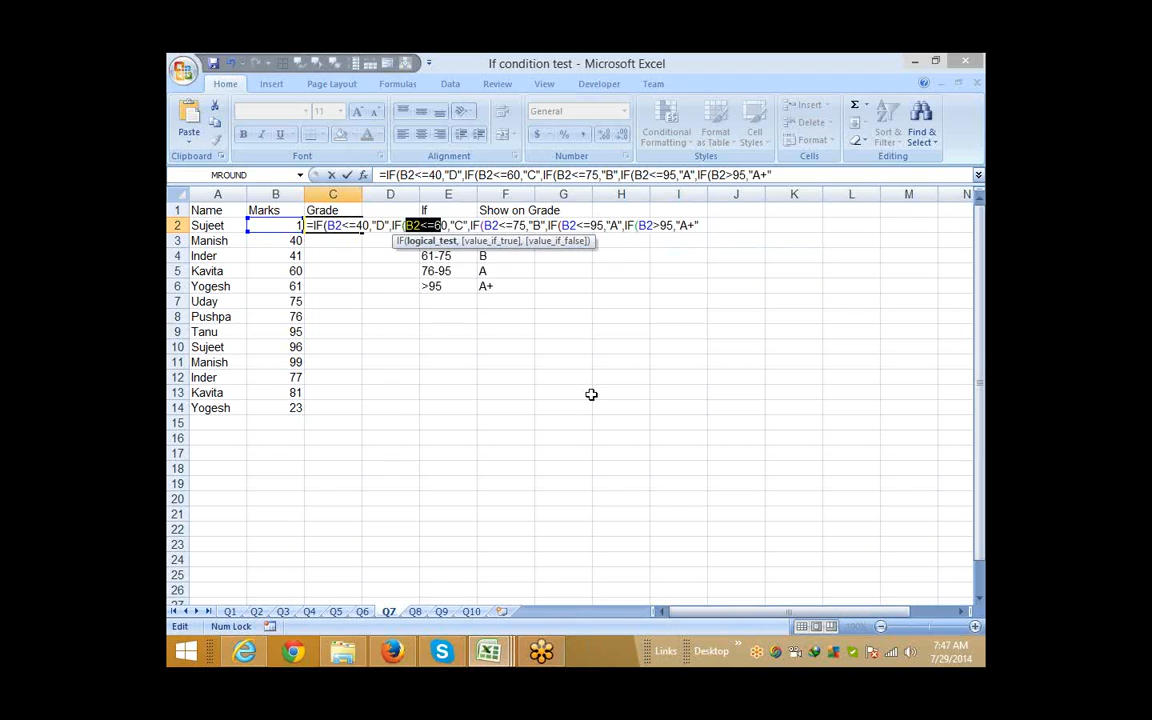 If condition test - Microsoft Excel
Home Insert Page Layout Formulas Data Review View Developer Team
Paste
11
General
Conditional Formatting
Format as Table
Cell Styles
Insert
Delete
Format
Sort & Filter
Find & Select
Clipboard Font Alignment Number Styles Cells Editing
MROUND =IF(B2<=40,"D",IF(B2<=60,"C",IF(B2<=75,"B",IF(B2<=95,"A",IF(B2>95,"A+"
A B C D E F G H I J K L M N
1 Name Marks Grade If Show on Grade
2 Sujeet 1 =IF(B2<=40,"D",IF(B2<=60,"C",IF(B2<=75,"B",IF(B2<=95,"A",IF(B2>95,"A+"
IF(logical_test, [value_if_true], [value_if_false])
3 Manish 40
4 Inder 41 61-75 B
5 Kavita 60 76-95 A
6 Yogesh 61 >95 A+
7 Uday 75
8 Pushpa 76
9 Tanu 95
10 Sujeet 96
11 Manish 99
12 Inder 77
13 Kavita 81
14 Yogesh 23
15
16
17
18
19
20
21
22
23
24
25
26
27
Q1 Q2 Q3 Q4 Q5 Q6 Q7 Q8 Q9 Q10
Edit Num Lock 100%
Links Desktop
7:47 AM
7/29/2014